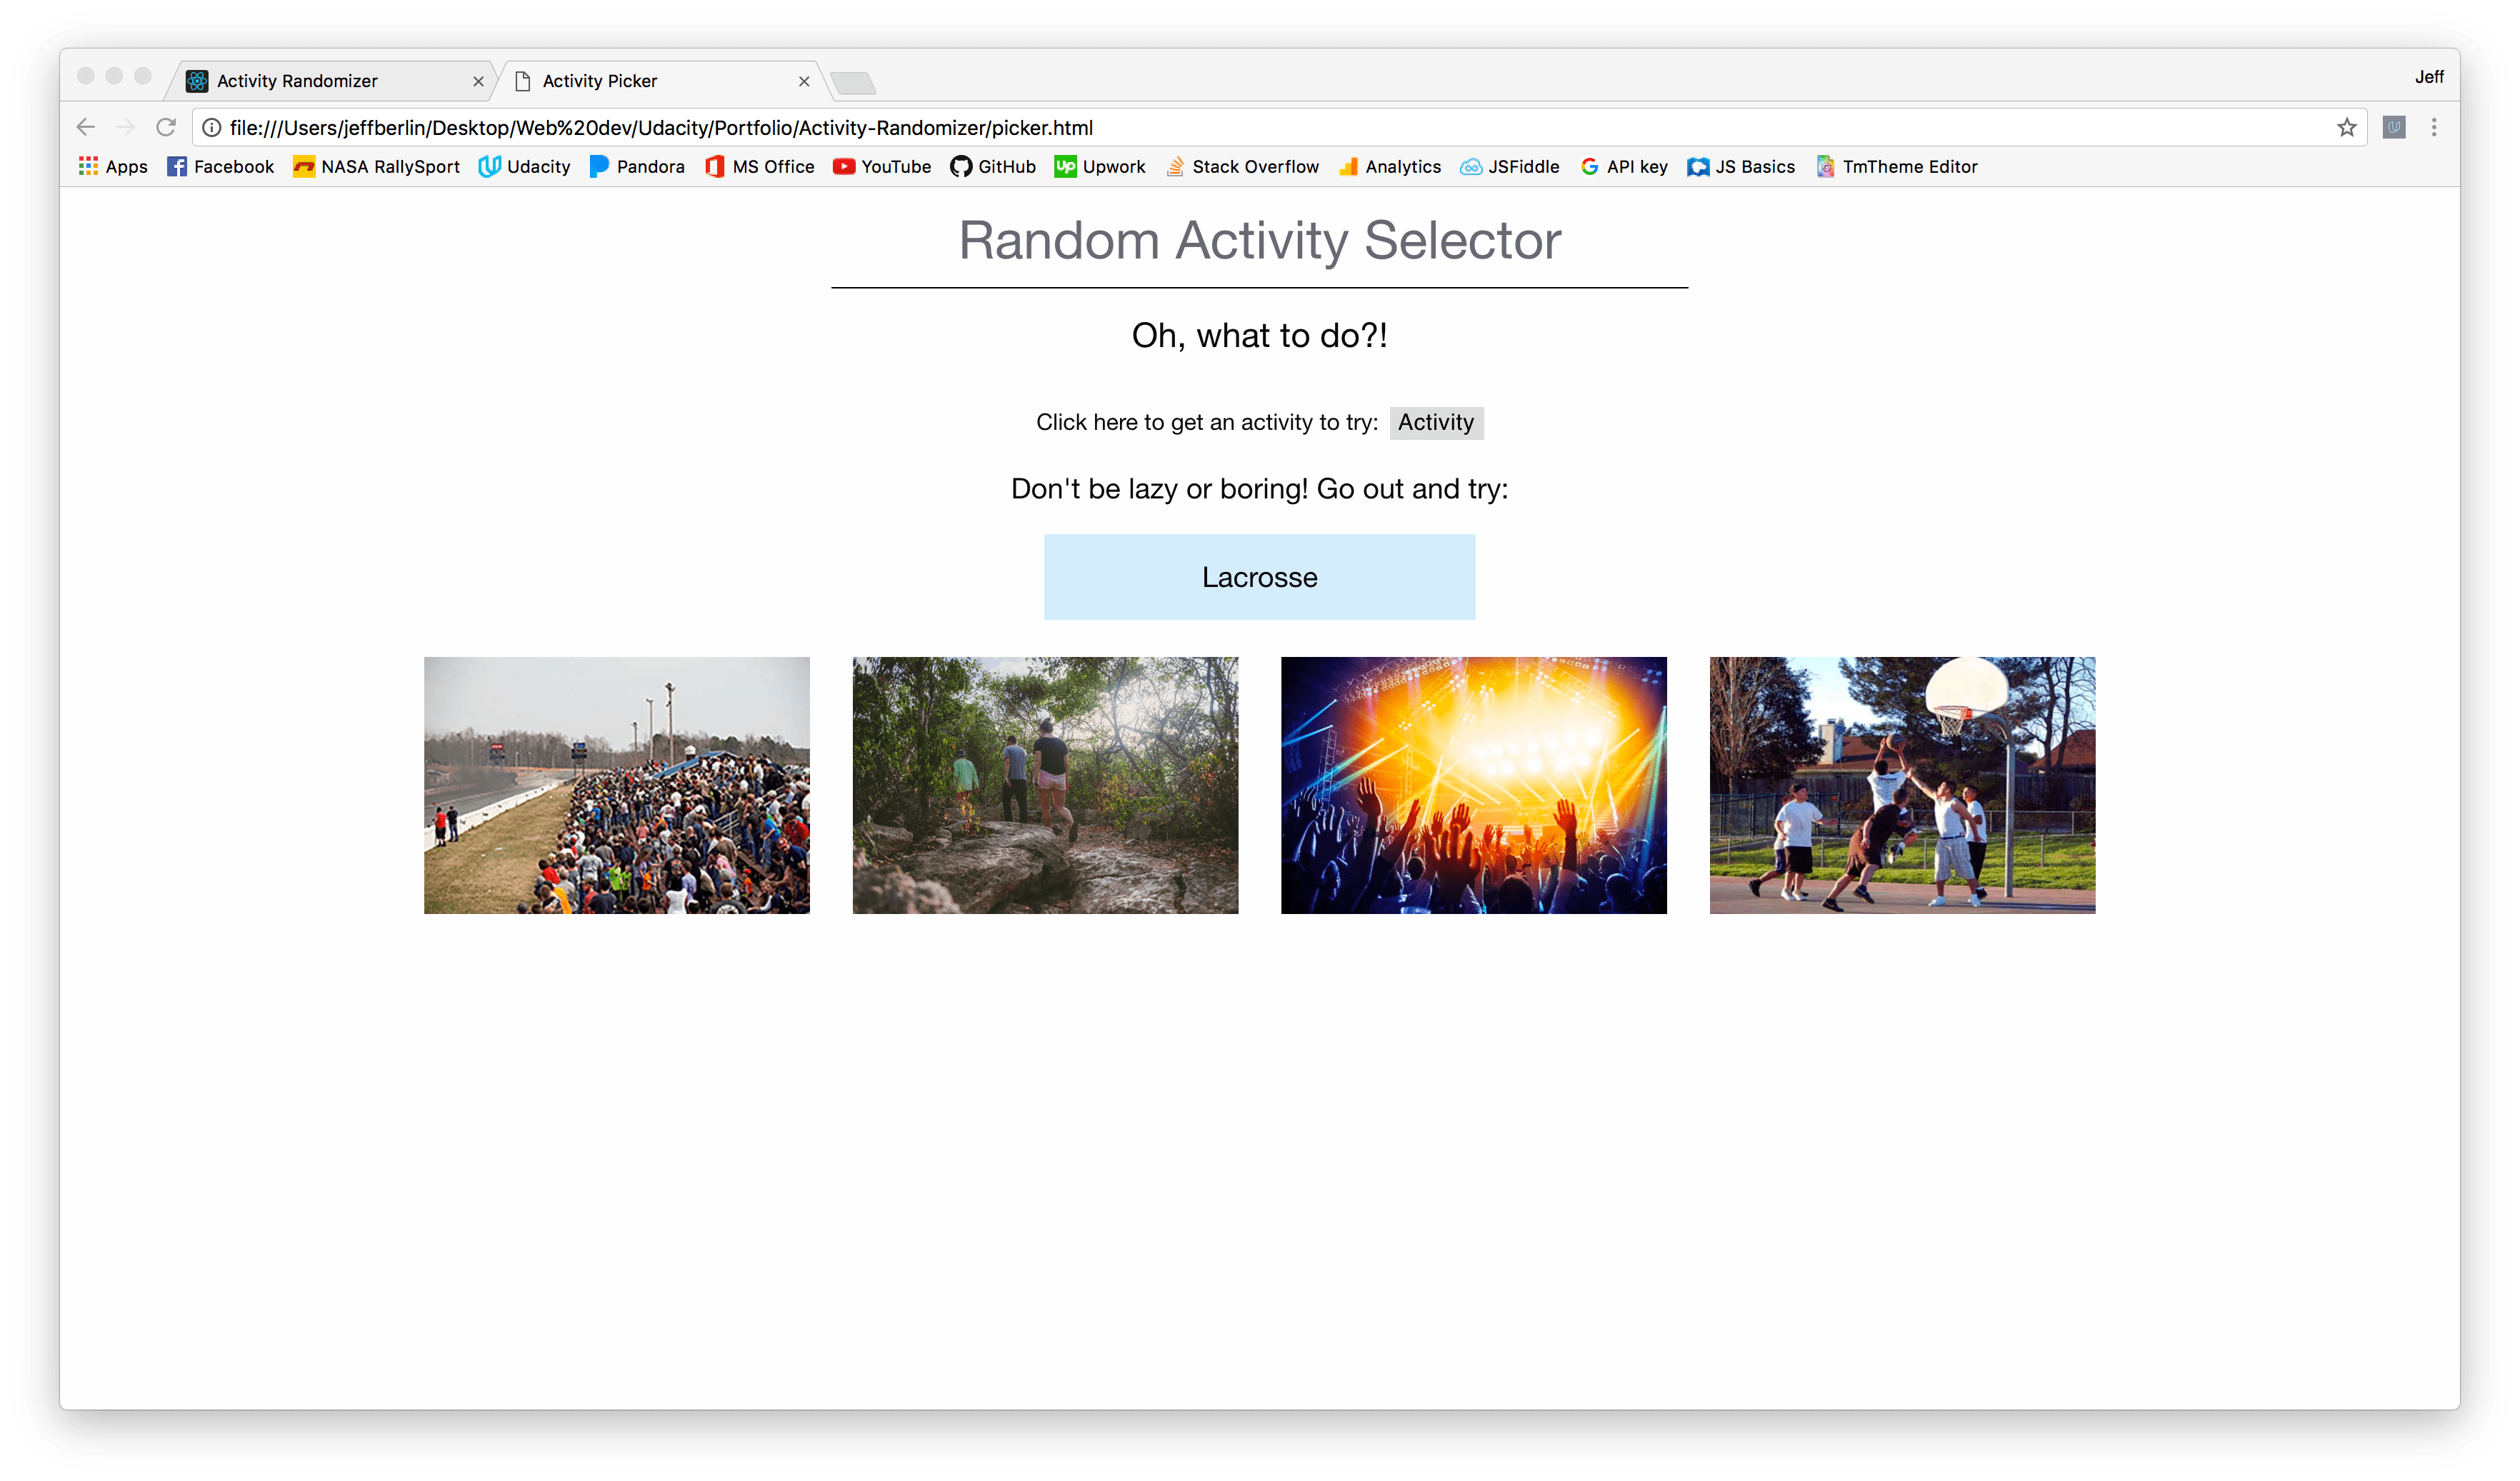 Activity Randomizer
Activity Picker
Jeff
file:///Users/jeffberlin/Desktop/Web%20dev/Udacity/Portfolio/Activity-Randomizer/picker.html
Apps Facebook NASA RallySport Udacity Pandora MS Office YouTube GitHub Up Upwork Stack Overflow Analytics JSFiddle API key JS Basics TmTheme Editor
Random Activity Selector
Oh, what to do?!
Click here to get an activity to try: Activity
Don't be lazy or boring! Go out and try:
Lacrosse